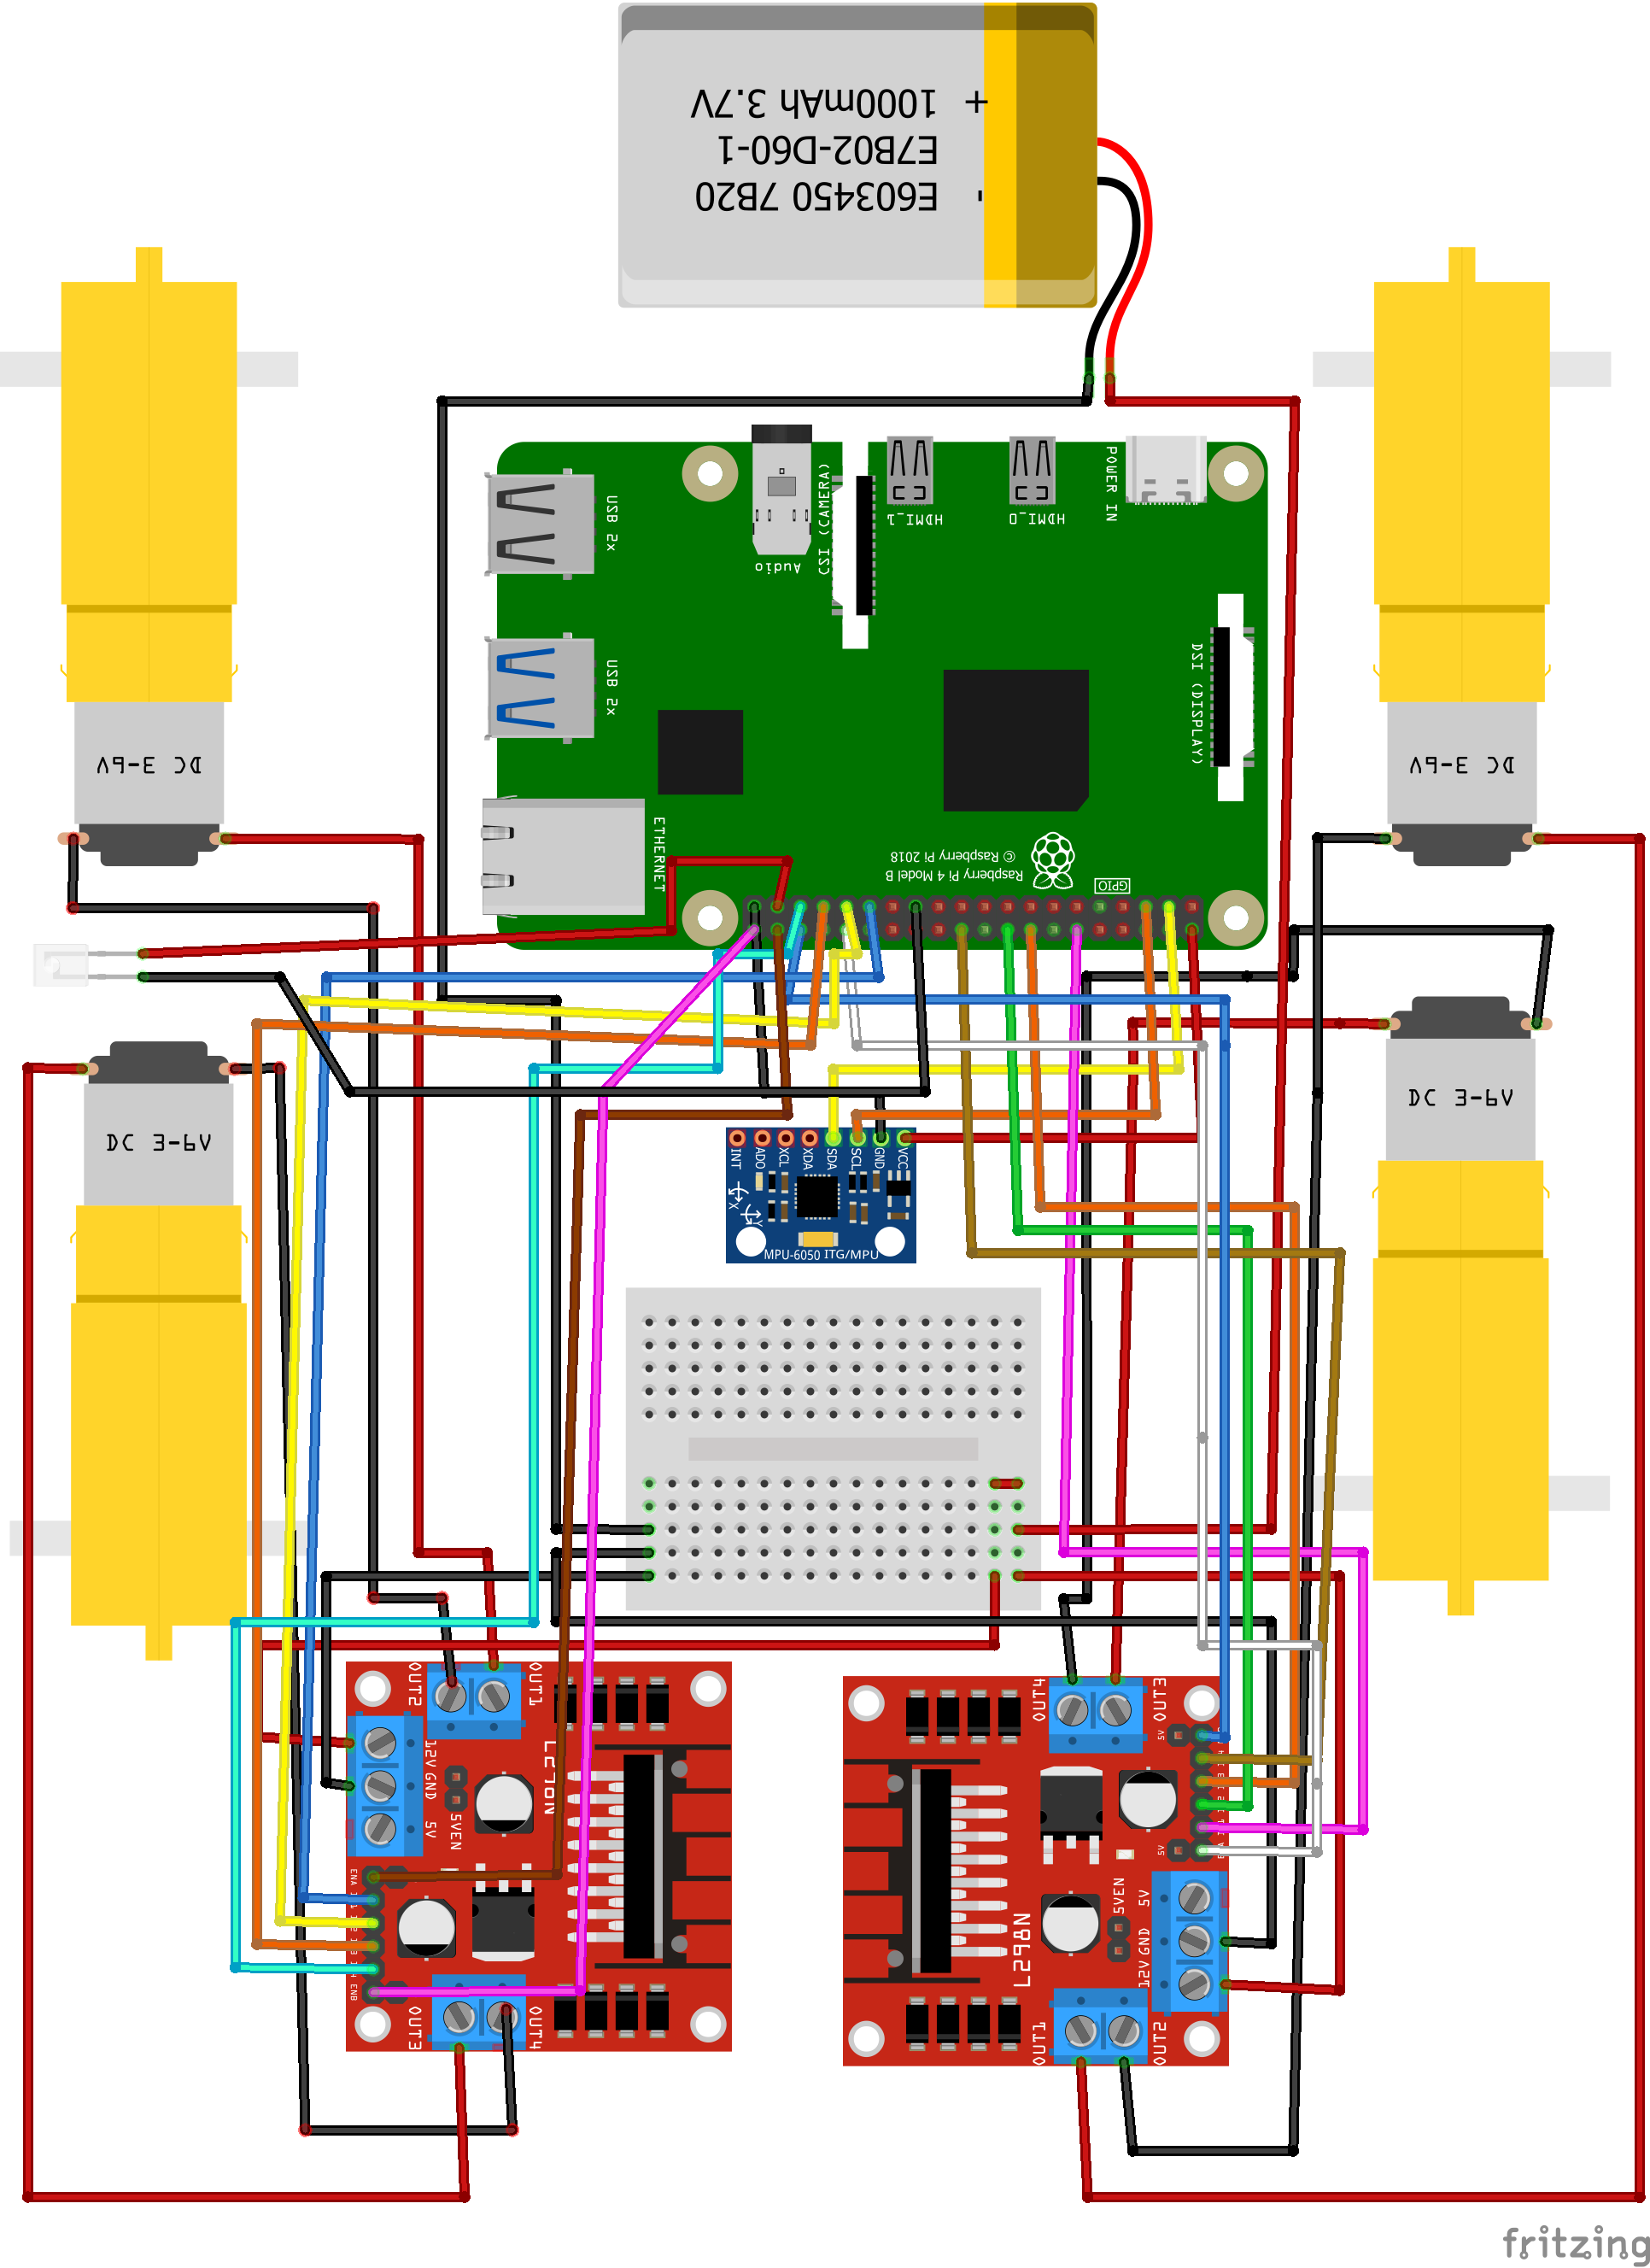 + 1000mAh 3.7V
E7B02-D60-1
- E603450 7B20
USB 2x
Audio
CSI (CAMERA)
HDMI_1
HDMI_0
POWER IN
USB 2x
DSI (DISPLAY)
ETHERNET
Raspberry Pi 4 Model B
© Raspberry Pi 2018
GPIO
DC 3-6V
DC 3-6V
DC 3-6V
DC 3-6V
INT
ADO
XCL
XDA
SDA
SCL
GND
VCC
X
Y
MPU-6050 ITG/MPU
OUT2
OUT1
12V GND
5V
5VEN
L298N
ENA
ENB
OUT3
OUT4
OUT4
OUT3
5V
5V
5VEN
5V
12V GND
L298N
OUT1
OUT2
fritzing